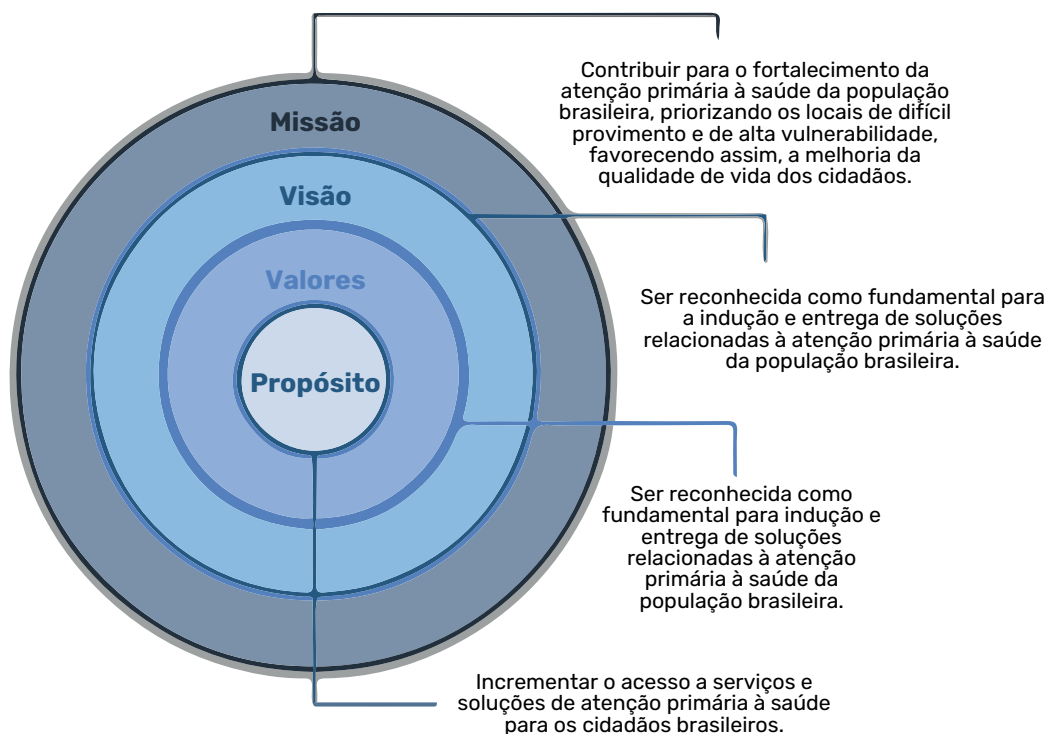 Missão
Visão
Valores
Propósito
Contribuir para o fortalecimento da
atenção primária à saúde da população
brasileira, priorizando os locais de difícil
provimento e de alta vulnerabilidade,
favorecendo assim, a melhoria da
qualidade de vida dos cidadãos.
Ser reconhecida como fundamental para
a indução e entrega de soluções
relacionadas à atenção primária à saúde
da população brasileira.
Ser reconhecida como
fundamental para indução e
entrega de soluções
relacionadas à atenção
primária à saúde da
população brasileira.
Incrementar o acesso a serviços e
soluções de atenção primária à saúde
para os cidadãos brasileiros.